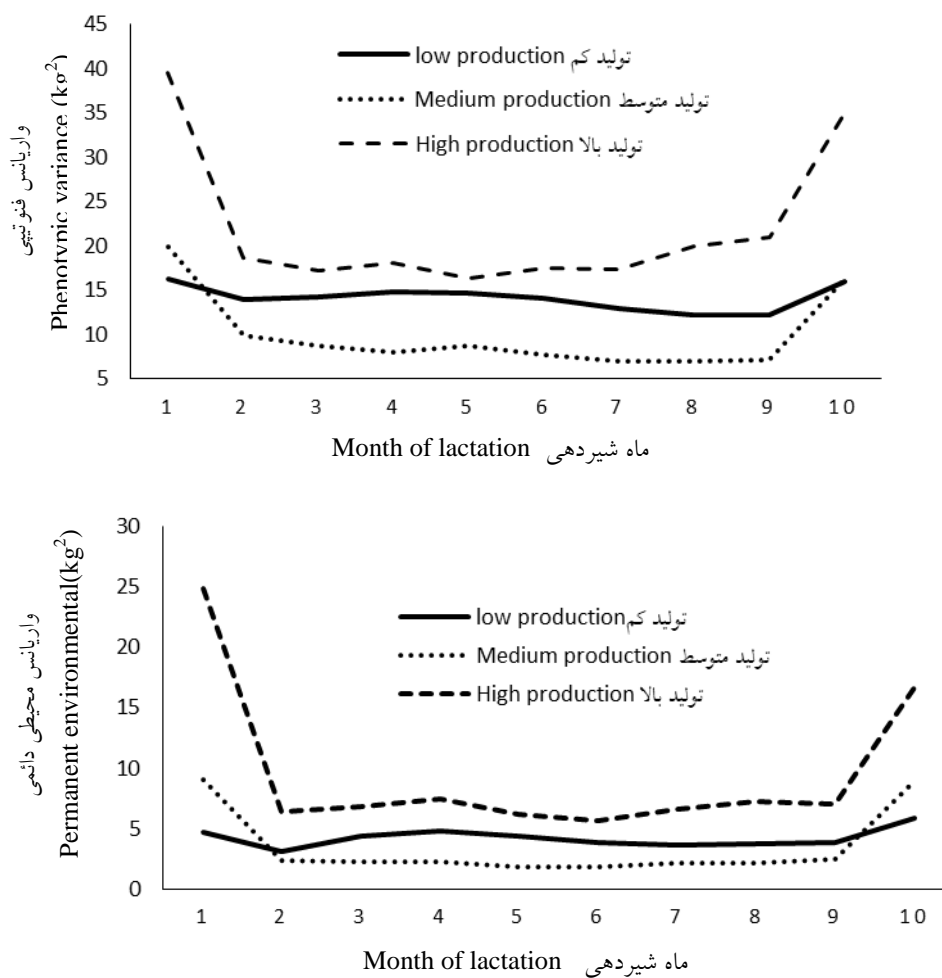 45
40
35
30
25
20
15
10
5
واریانس فنوتیپی
Phenotypic variance (kg²)
low production تولید کم
Medium production تولید متوسط
High production تولید بالا
1 2 3 4 5 6 7 8 9 10
Month of lactation ماه شیردهی
30
25
20
15
10
5
0
واریانس محیطی دائمی
Permanent environmental(kg²)
low production تولید کم
Medium production تولید متوسط
High production تولید بالا
1 2 3 4 5 6 7 8 9 10
Month of lactation ماه شیردهی